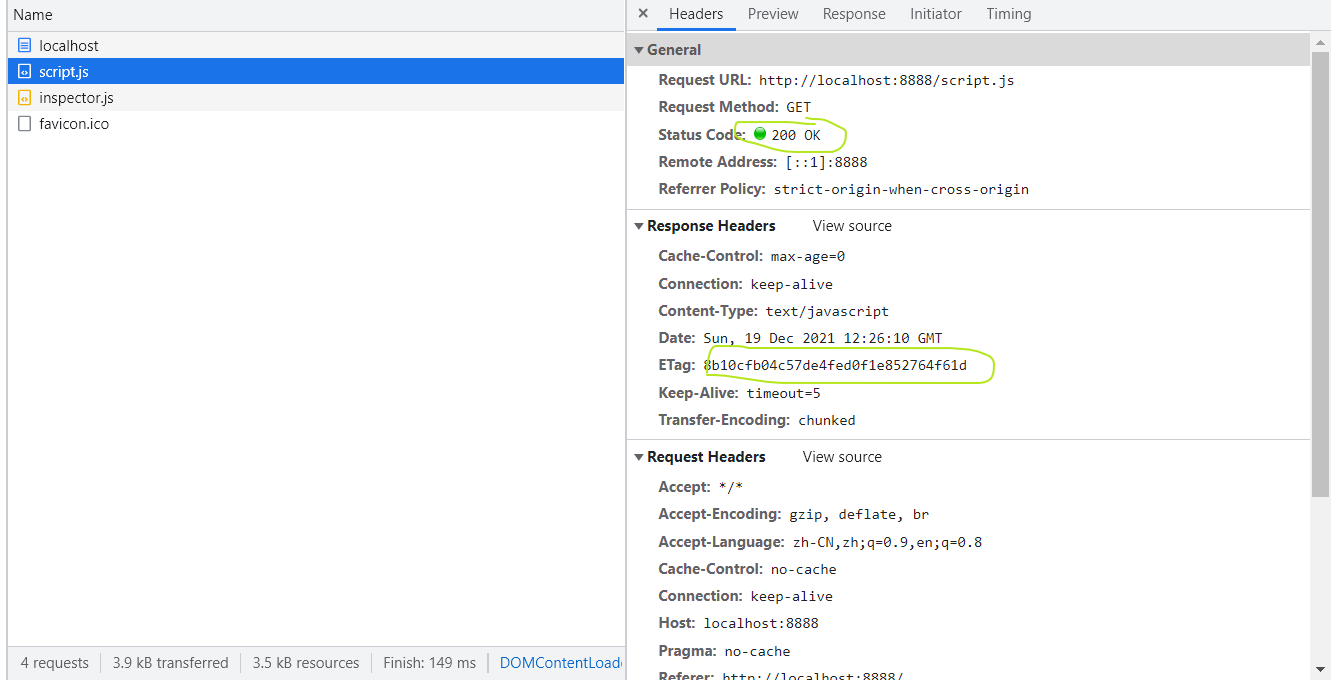 Name
localhost
script.js
inspector.js
favicon.ico
4 requests 3.9 kB transferred 3.5 kB resources Finish: 149 ms DOMContentLoade
× Headers Preview Response Initiator Timing
General
Request URL: http://localhost:8888/script.js
Request Method: GET
Status Code: 200 OK
Remote Address: [::1]:8888
Referrer Policy: strict-origin-when-cross-origin
Response Headers View source
Cache-Control: max-age=0
Connection: keep-alive
Content-Type: text/javascript
Date: Sun, 19 Dec 2021 12:26:10 GMT
ETag: 8b10cfb04c57de4fed0f1e852764f61d
Keep-Alive: timeout=5
Transfer-Encoding: chunked
Request Headers View source
Accept: */*
Accept-Encoding: gzip, deflate, br
Accept-Language: zh-CN,zh;q=0.9,en;q=0.8
Cache-Control: no-cache
Connection: keep-alive
Host: localhost:8888
Pragma: no-cache
Referer: http://localhost:8888/